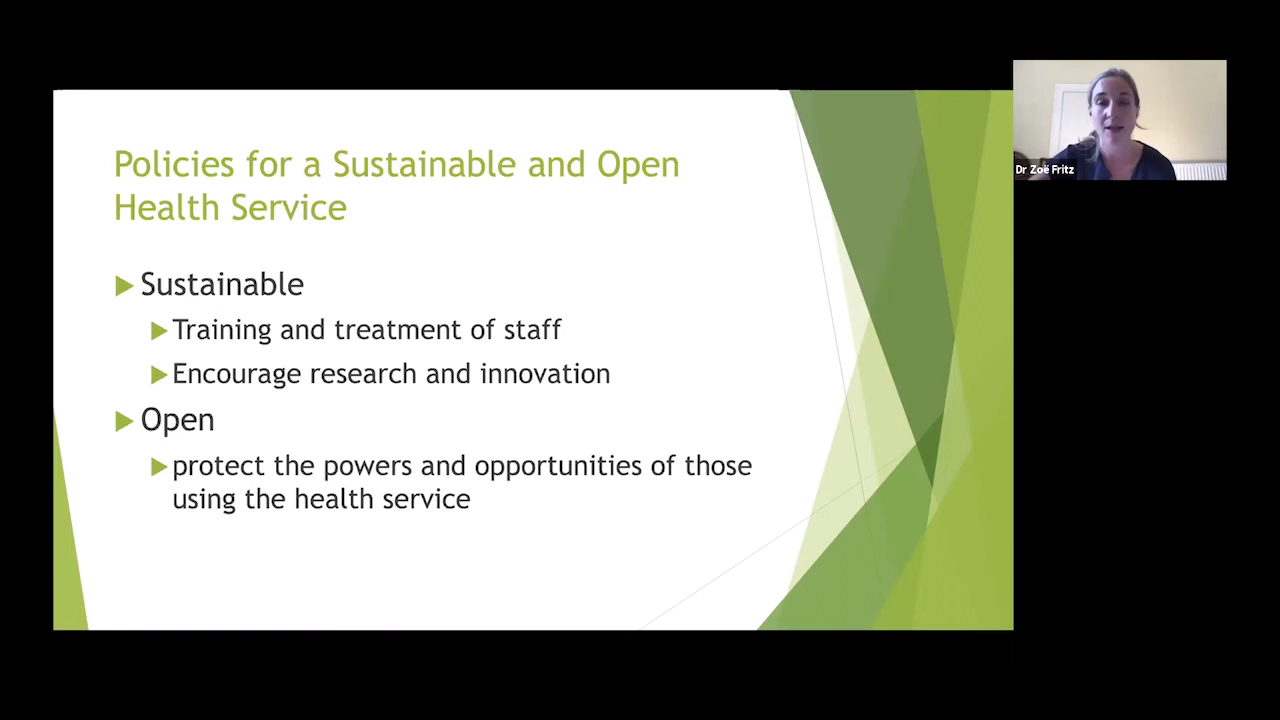 Policies for a Sustainable and Open
Health Service
Sustainable
Training and treatment of staff
Encourage research and innovation
Open
protect the powers and opportunities of those
using the health service
Dr Zoë Fritz